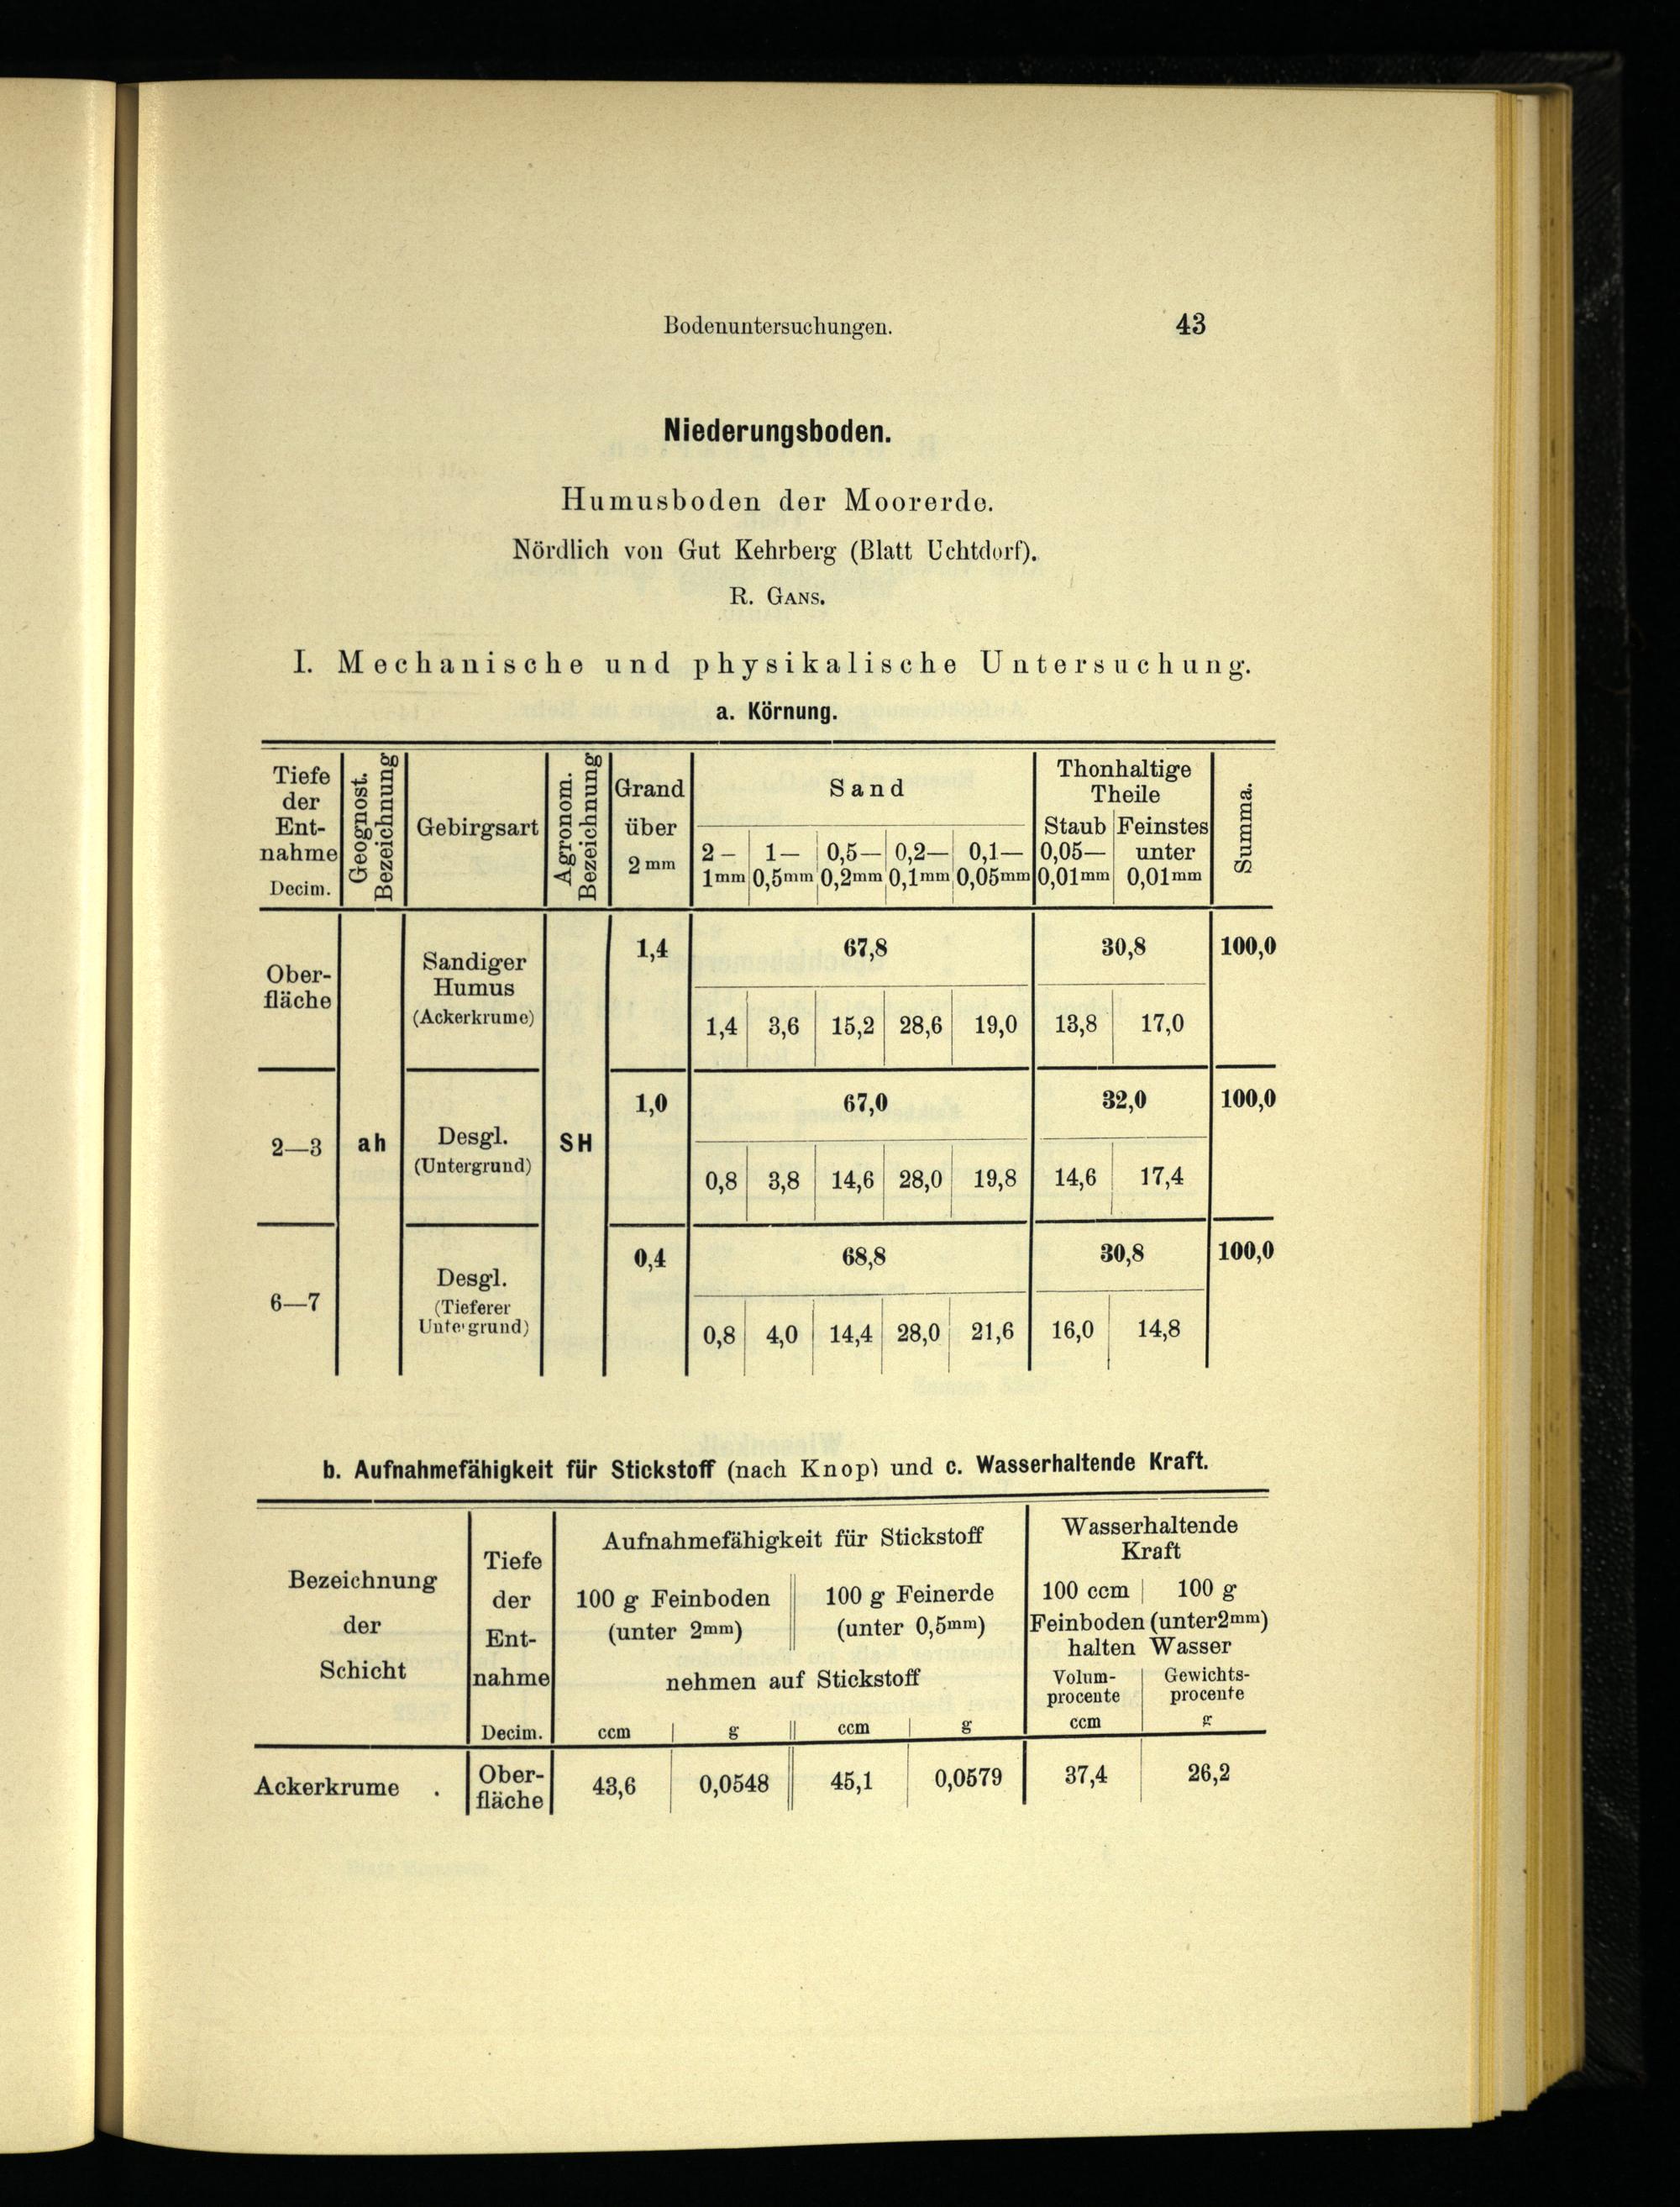 Bodenuntersuchungen. 43
Niederungsboden.
Humusboden der Moorerde.
Nördlich von Gut Kehrberg (Blatt Uchtdorf).
R. GANS.
I. Mechanische und physikalische Untersuchung.
a. Körnung.
Tiefe der Ent- nahme Decim. Geognost. Bezeichnung Gebirgsart Agronom. Bezeichnung Grand über 2mm Sand Thonhaltige Theile Summa.
Staub Feinstes
2— 1— 0,5— 0,2— 0,1— 0,05— unter
1mm 0,5mm 0,2mm 0,1mm 0,05mm 0,01mm 0,01mm
Ober- fläche Sandiger Humus (Ackerkrume) 1,4 67,8 30,8 100,0
1,4 3,6 15,2 28,6 19,0 13,8 17,0
1,0 67,0 32,0 100,0
2—3 ah Desgl. (Untergrund) SH
0,8 3,8 14,6 28,0 19,8 14,6 17,4
0,4 68,8 30,8 100,0
6—7 Desgl. (Tieferer Untergrund)
0,8 4,0 14,4 28,0 21,6 16,0 14,8
b. Aufnahmefähigkeit für Stickstoff (nach Knop) und c. Wasserhaltende Kraft.
Bezeichnung der Schicht Tiefe der Ent- nahme Decim. Aufnahmefähigkeit für Stickstoff Wasserhaltende Kraft
100 g Feinboden 100 g Feinerde 100 ccm 100 g
(unter 2mm) (unter 0,5mm) Feinboden (unter 2mm)
halten Wasser
nehmen auf Stickstoff Volum- procente Gewichts- procente
ccm g ccm g ccm g
Ackerkrume . Ober- fläche 43,6 0,0548 45,1 0,0579 37,4 26,2